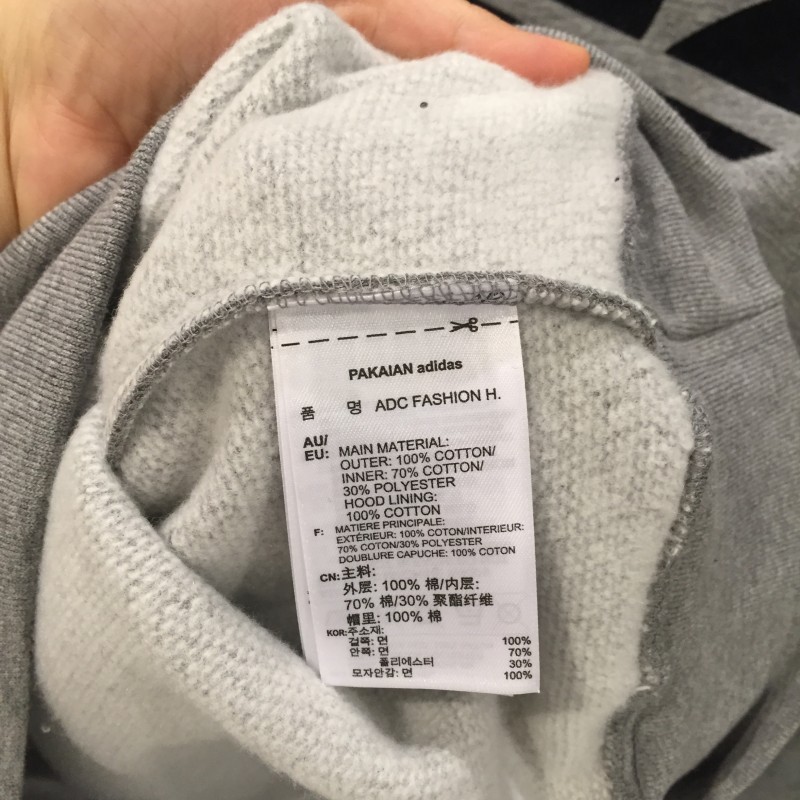 PAKAIAN adidas
품 명 ADC FASHION H.
AU/
EU: MAIN MATERIAL:
OUTER: 100% COTTON/
INNER: 70% COTTON/
30% POLYESTER
HOOD LINING:
100% COTTON
F: MATIERE PRINCIPALE:
EXTÉRIEUR: 100% COTON/INTERIEUR:
70% COTON/30% POLYESTER
DOUBLURE CAPUCHE: 100% COTON
CN: 主料:
外层: 100% 棉/内层:
70% 棉/30% 聚酯纤维
帽里: 100% 棉
KOR: 주소재:
겉쪽: 면 100%
안쪽: 면 70%
폴리에스터 30%
모자안감: 면 100%